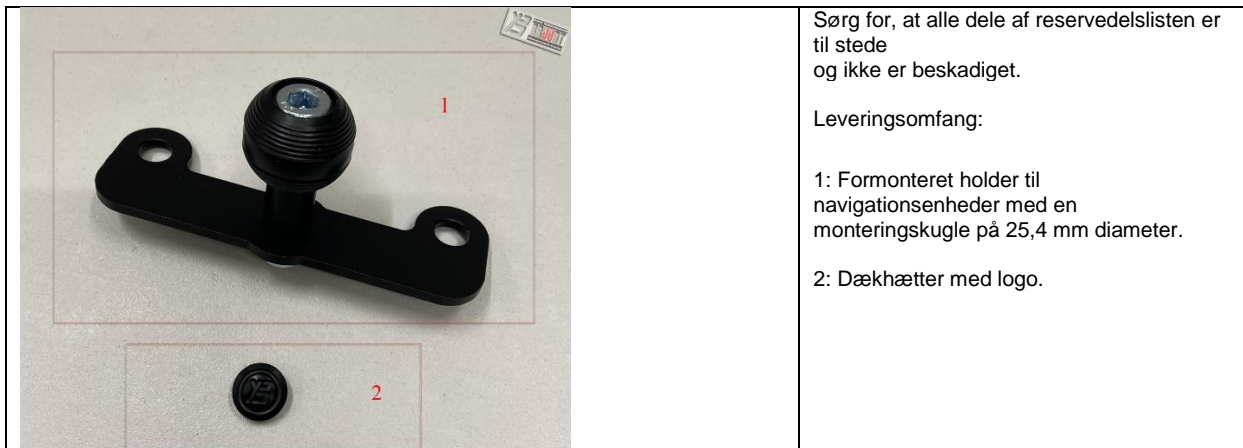 1
2
Sørg for, at alle dele af reservedelslisten er
til stede
og ikke er beskadiget.
Leveringsomfang:
1: Formonteret holder til
navigationsenheder med en
monteringskugle på 25,4 mm diameter.
2: Dækhætter med logo.